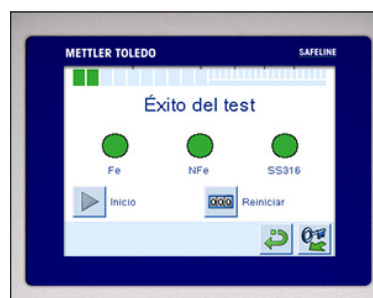 METTLER TOLEDO SAFELINE
Éxito del test
Fe NFe SS316
Inicio 000 Reiniciar